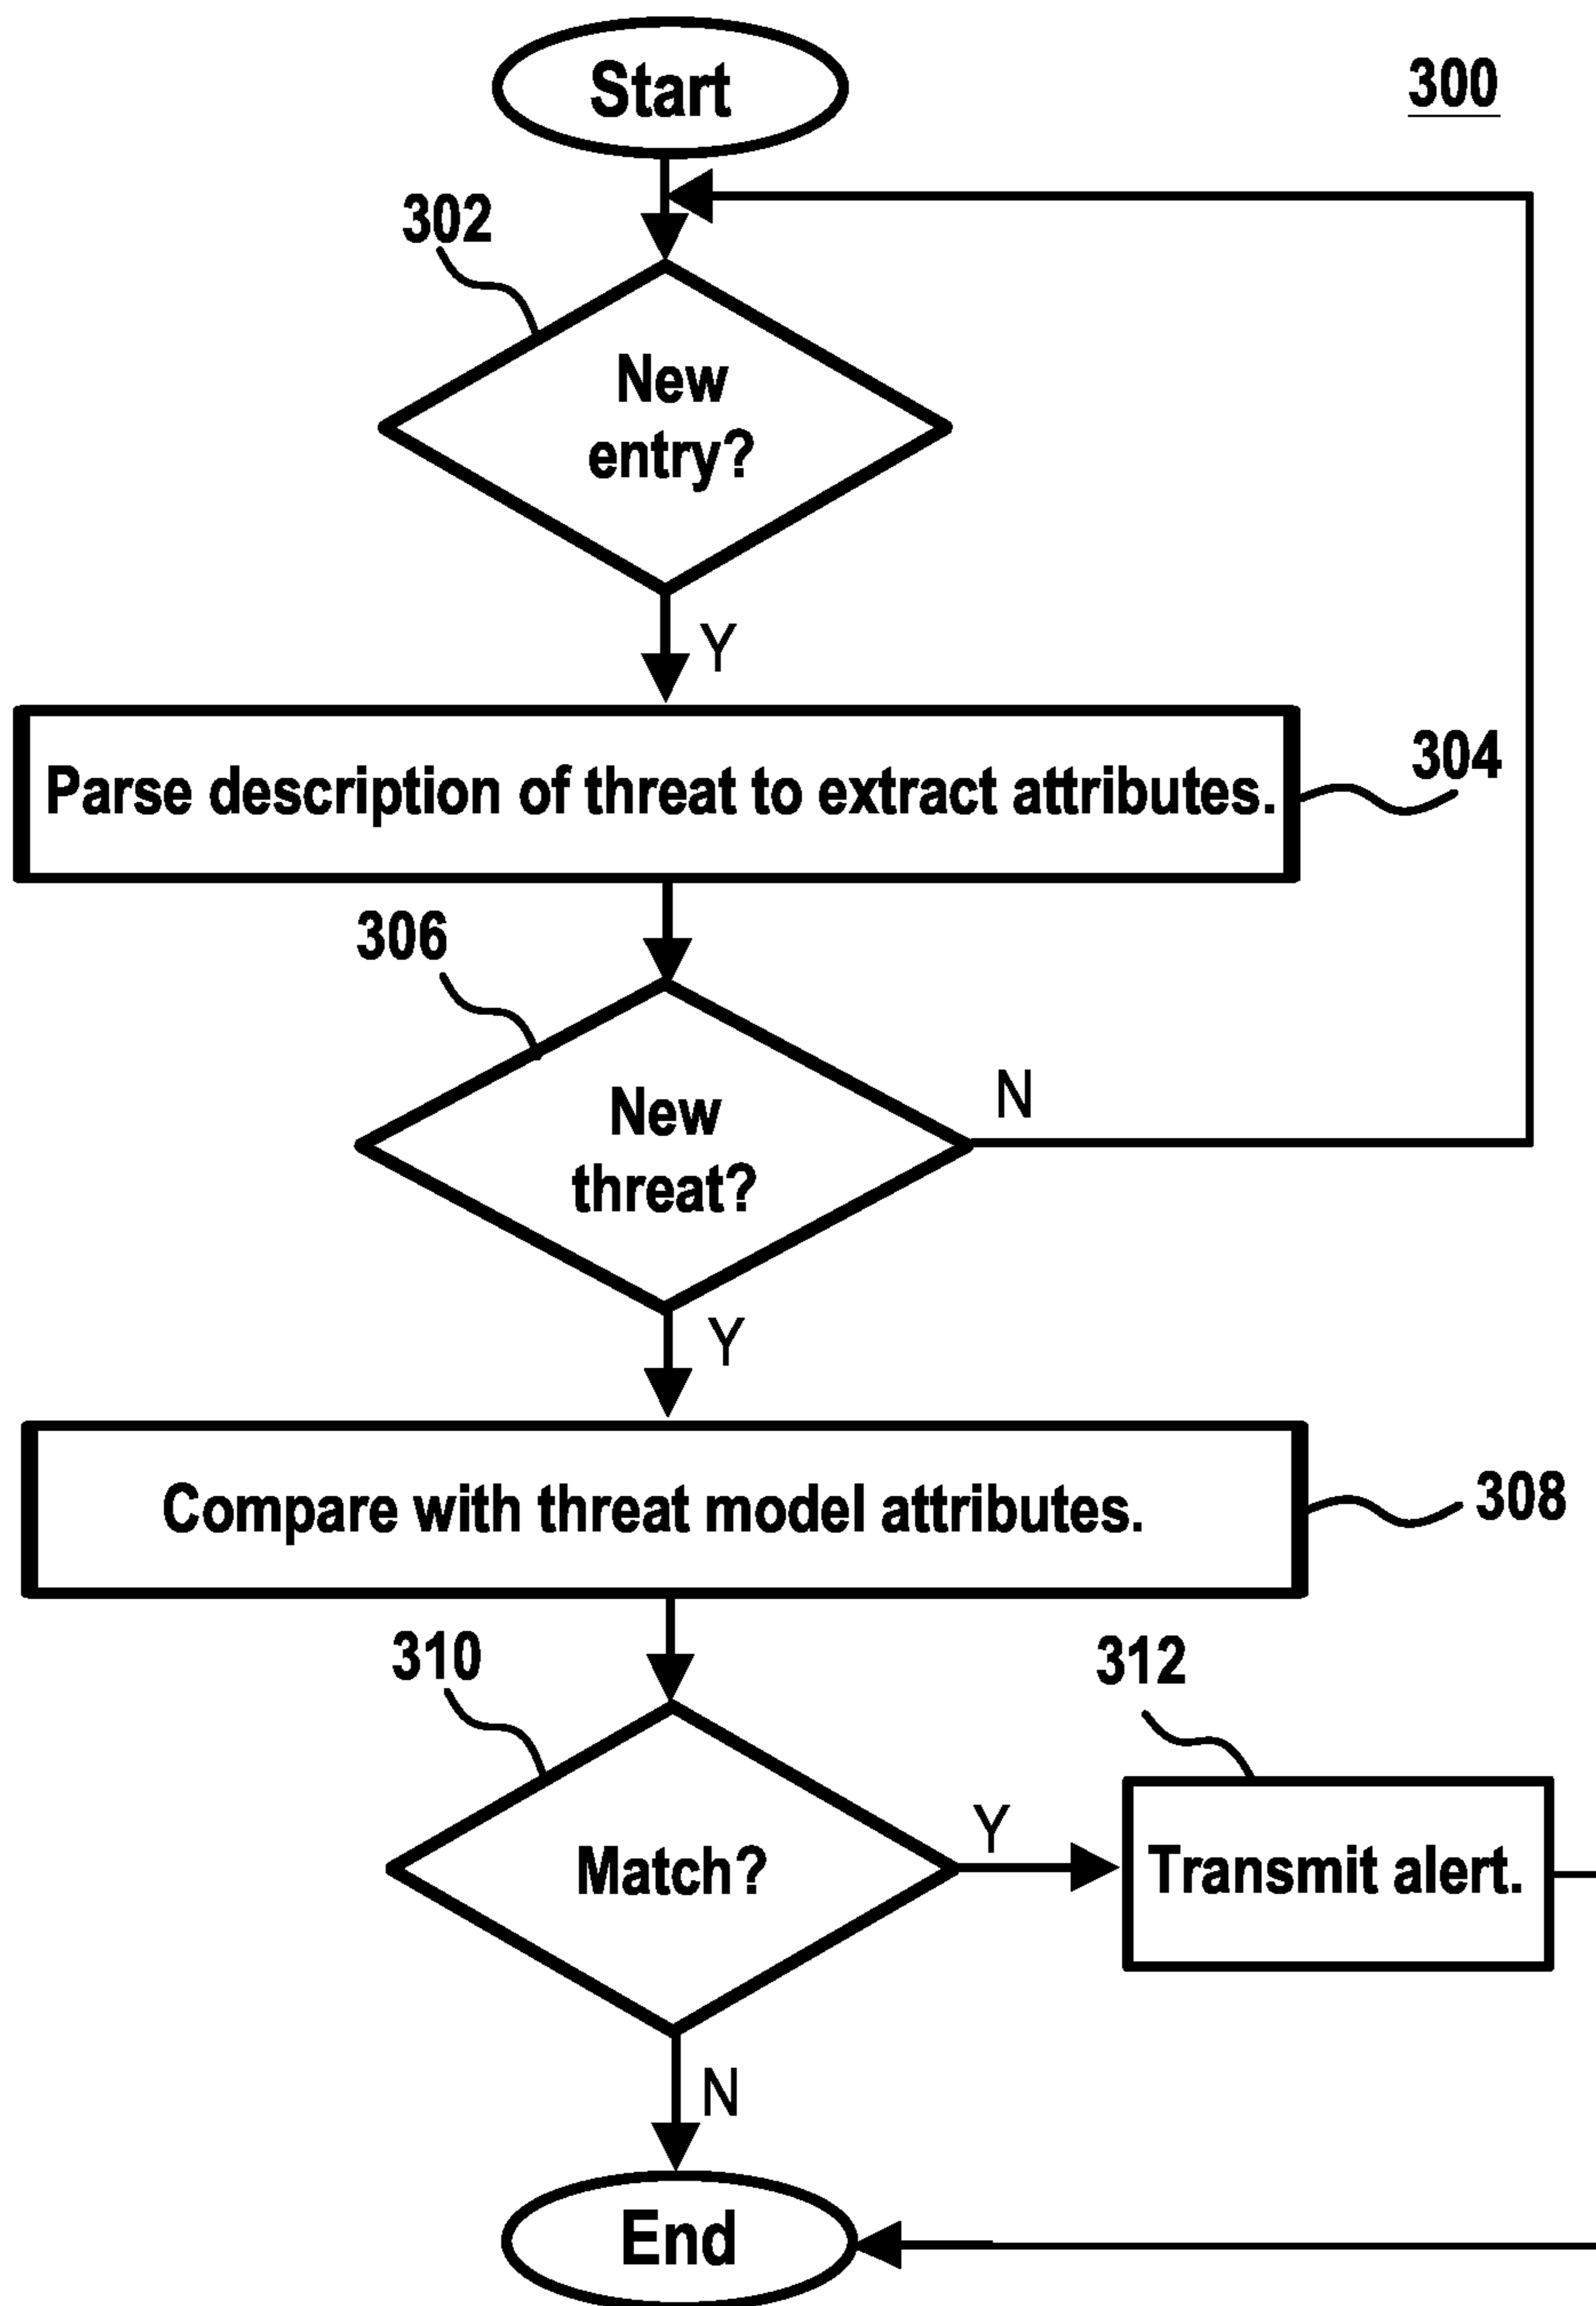 Start
300
302
New
entry?
Y
Parse description of threat to extract attributes.
304
306
New
threat?
N
Y
Compare with threat model attributes.
308
310
312
Match?
Y
Transmit alert.
N
End